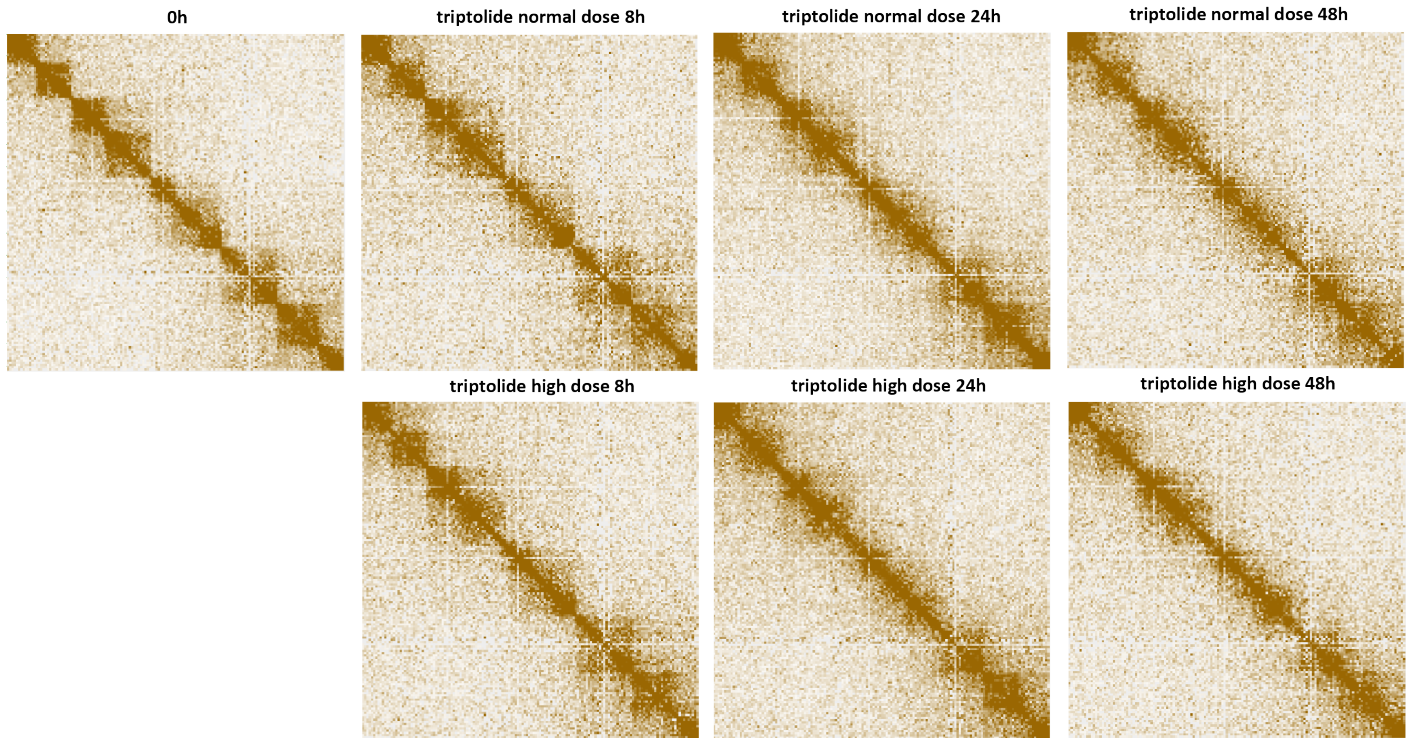 0h
triptolide normal dose 8h
triptolide normal dose 24h
triptolide normal dose 48h
triptolide high dose 8h
triptolide high dose 24h
triptolide high dose 48h